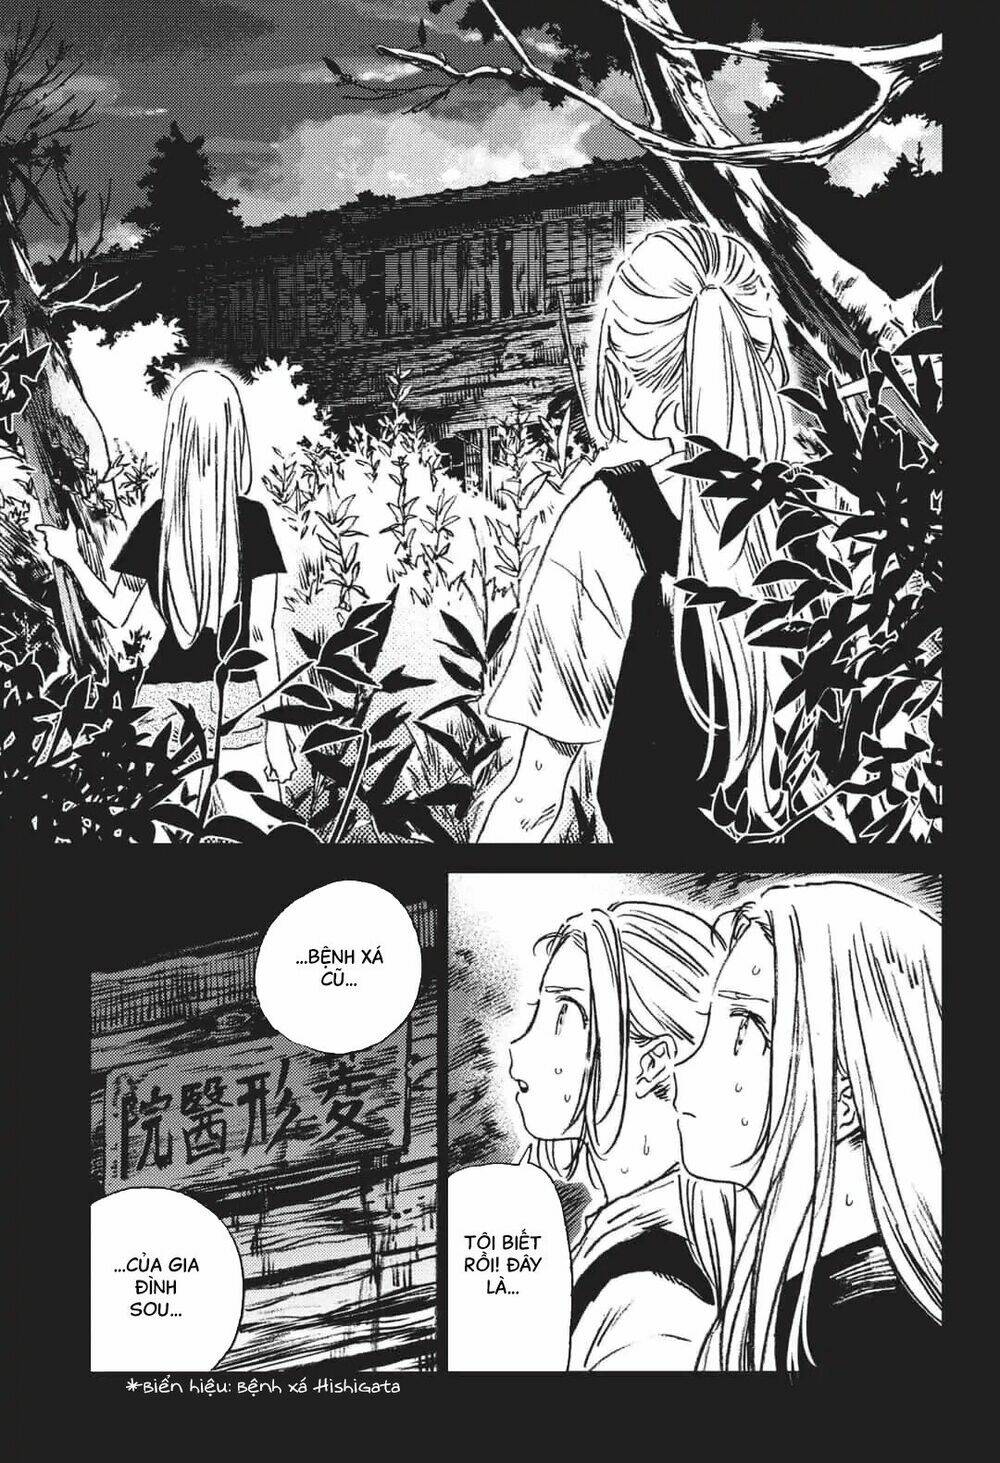 TÔI BIẾT
RỒI! ĐÂY
LÀ...
...BỆNH XÁ
CŨ...
菱形醫院
...CỦA GIA
ĐÌNH
SOU...
*Biển hiệu: Bệnh xá Hishigata